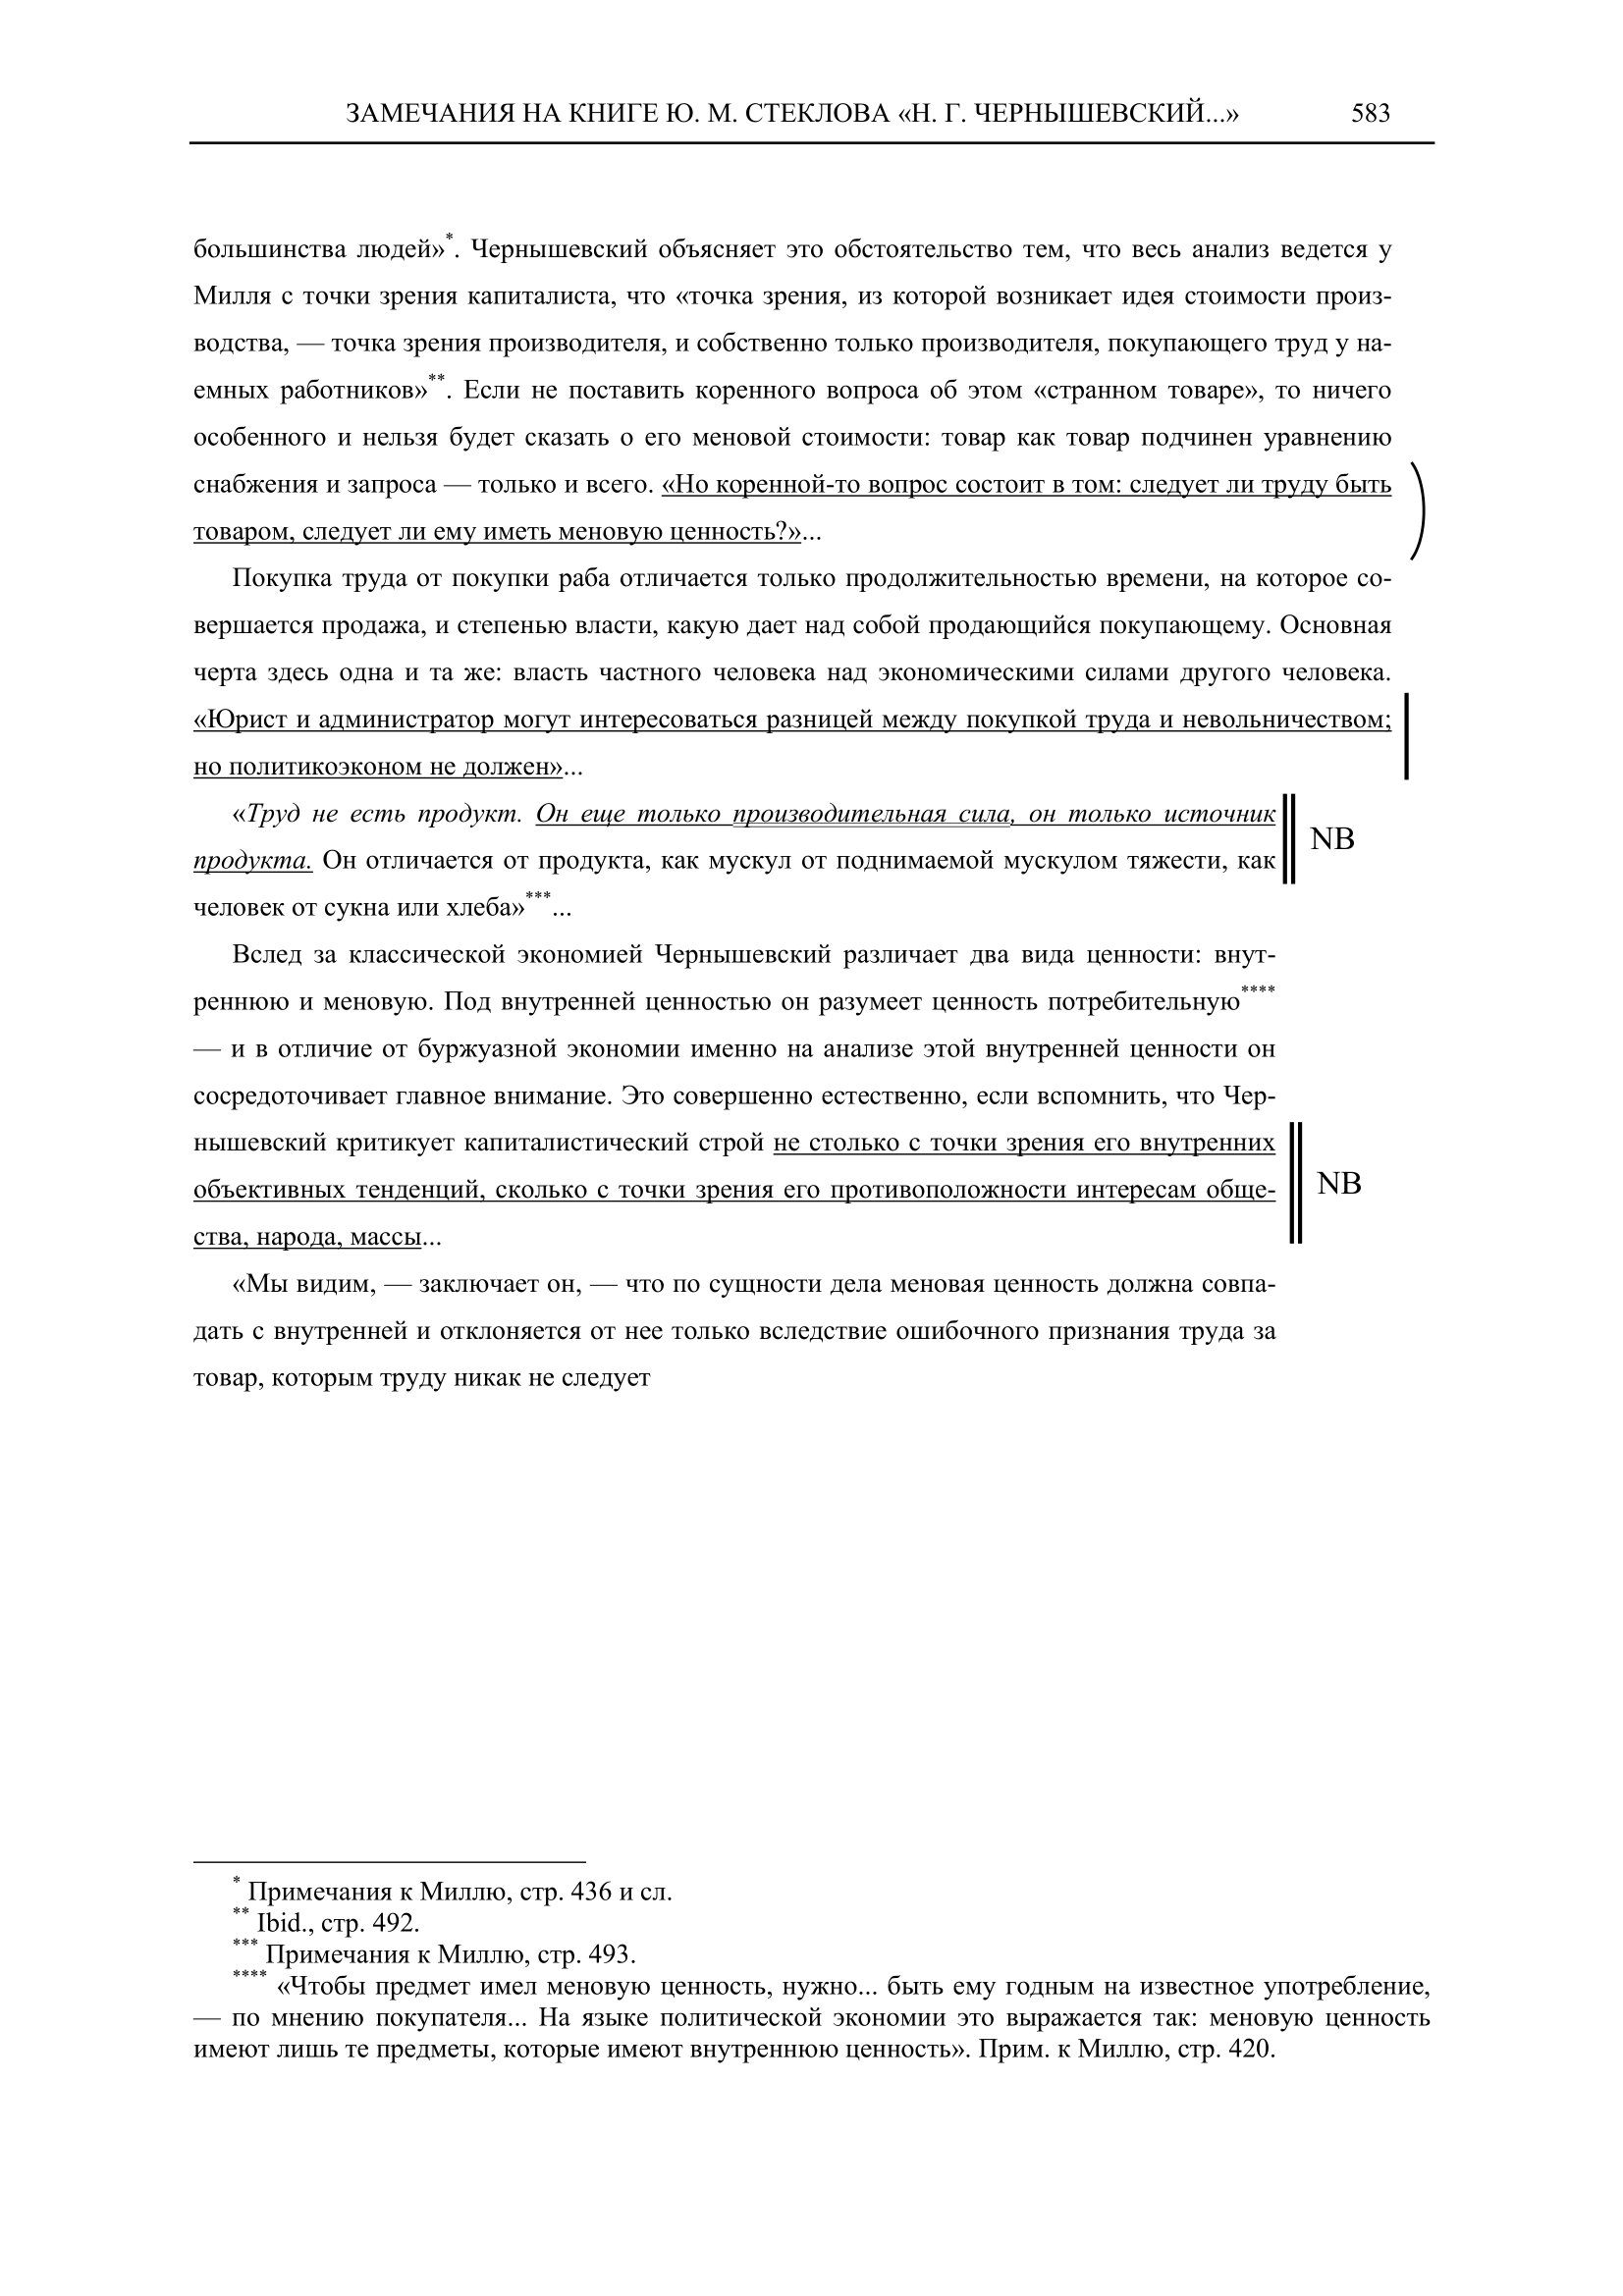 ЗАМЕЧАНИЯ НА КНИГЕ Ю. М. СТЕКЛОВА «Н. Г. ЧЕРНЫШЕВСКИЙ...» 583
большинства людей»*. Чернышевский объясняет это обстоятельство тем, что весь анализ ведется у
Милля с точки зрения капиталиста, что «точка зрения, из которой возникает идея стоимости произ-
водства, — точка зрения производителя, и собственно только производителя, покупающего труд у на-
емных работников»**. Если не поставить коренного вопроса об этом «странном товаре», то ничего
особенного и нельзя будет сказать о его меновой стоимости: товар как товар подчинен уравнению
снабжения и запроса — только и всего. «Но коренной-то вопрос состоит в том: следует ли труду быть
товаром, следует ли ему иметь меновую ценность?»...
Покупка труда от покупки раба отличается только продолжительностью времени, на которое со-
вершается продажа, и степенью власти, какую дает над собой продающийся покупающему. Основная
черта здесь одна и та же: власть частного человека над экономическими силами другого человека.
«Юрист и администратор могут интересоваться разницей между покупкой труда и невольничеством;
но политикоэконом не должен»...
«Труд не есть продукт. Он еще только производительная сила, он только источник
NB
продукта. Он отличается от продукта, как мускул от поднимаемой мускулом тяжести, как
человек от сукна или хлеба»***...
Вслед за классической экономией Чернышевский различает два вида ценности: внут-
реннюю и меновую. Под внутренней ценностью он разумеет ценность потребительную****
— и в отличие от буржуазной экономии именно на анализе этой внутренней ценности он
сосредоточивает главное внимание. Это совершенно естественно, если вспомнить, что Чер-
нышевский критикует капиталистический строй не столько с точки зрения его внутренних
объективных тенденций, сколько с точки зрения его противоположности интересам обще-
NB
ства, народа, массы...
«Мы видим, — заключает он, — что по сущности дела меновая ценность должна совпа-
дать с внутренней и отклоняется от нее только вследствие ошибочного признания труда за
товар, которым труду никак не следует
* Примечания к Миллю, стр. 436 и сл.
** Ibid., стр. 492.
*** Примечания к Миллю, стр. 493.
**** «Чтобы предмет имел меновую ценность, нужно... быть ему годным на известное употребление,
— по мнению покупателя... На языке политической экономии это выражается так: меновую ценность
имеют лишь те предметы, которые имеют внутреннюю ценность». Прим. к Миллю, стр. 420.